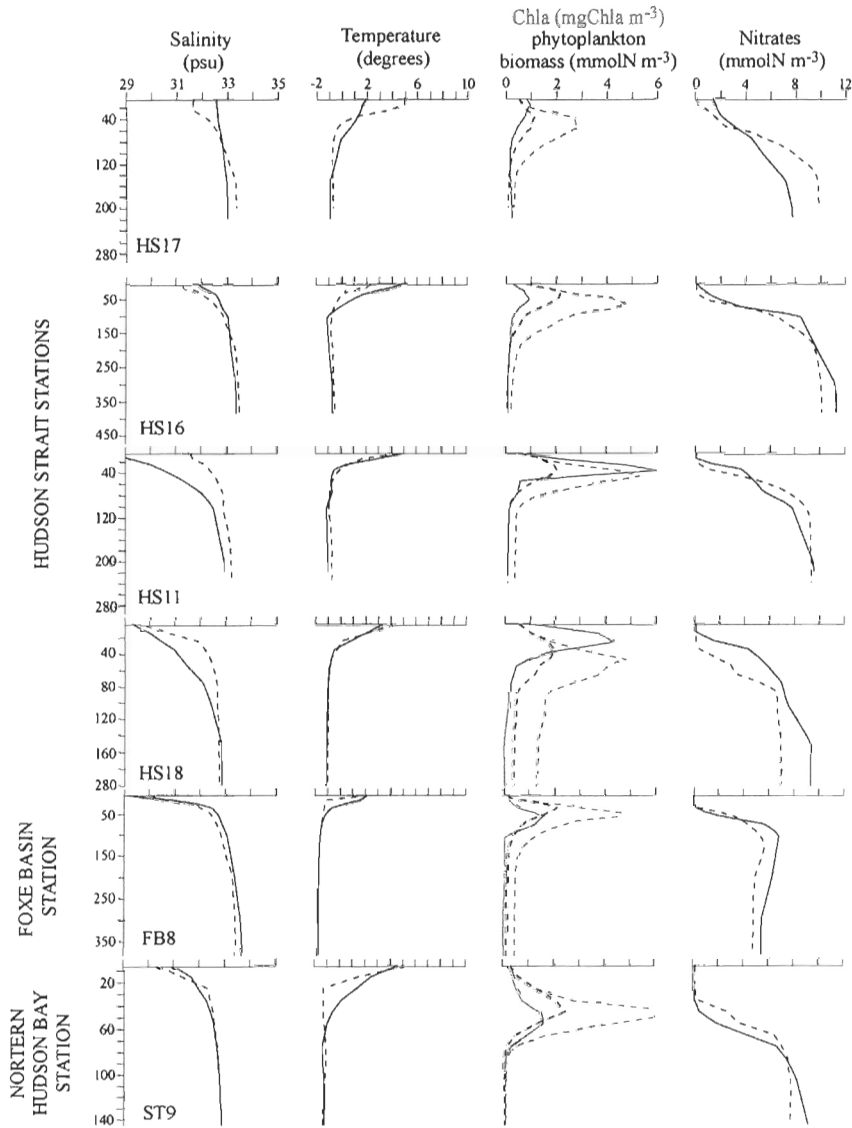 Salinity
(psu)
29 31 33 35
Temperature
(degrees)
-2 2 6 10
Chla (mgChla m-3)
phytoplankton
biomass (mmolN m-3)
0 2 4 6
Nitrates
(mmolN m-3)
0 4 8 12
40
120
200
280
HS17
50
150
250
350
450
HS16
40
120
200
280
HS11
40
80
120
160
200
240
280
HS18
50
150
250
350
FB8
20
60
100
140
ST9
HUDSON STRAIT STATIONS
FOXE BASIN
STATION
NORTERN
HUDSON BAY
STATION